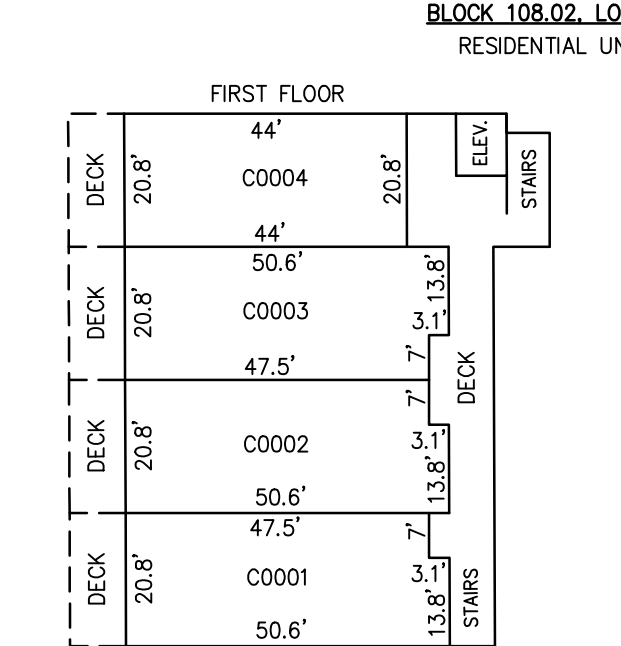 BLOCK 108.02, LO
RESIDENTIAL UN
FIRST FLOOR
44'
ELEV.
STAIRS
DECK
20.8'
C0004
20.8'
44'
50.6'
13.8'
DECK
20.8'
C0003
3.1'
7'
47.5'
DECK
7'
DECK
20.8'
C0002
3.1'
13.8'
50.6'
47.5'
7'
DECK
20.8'
C0001
3.1'
13.8'
STAIRS
50.6'